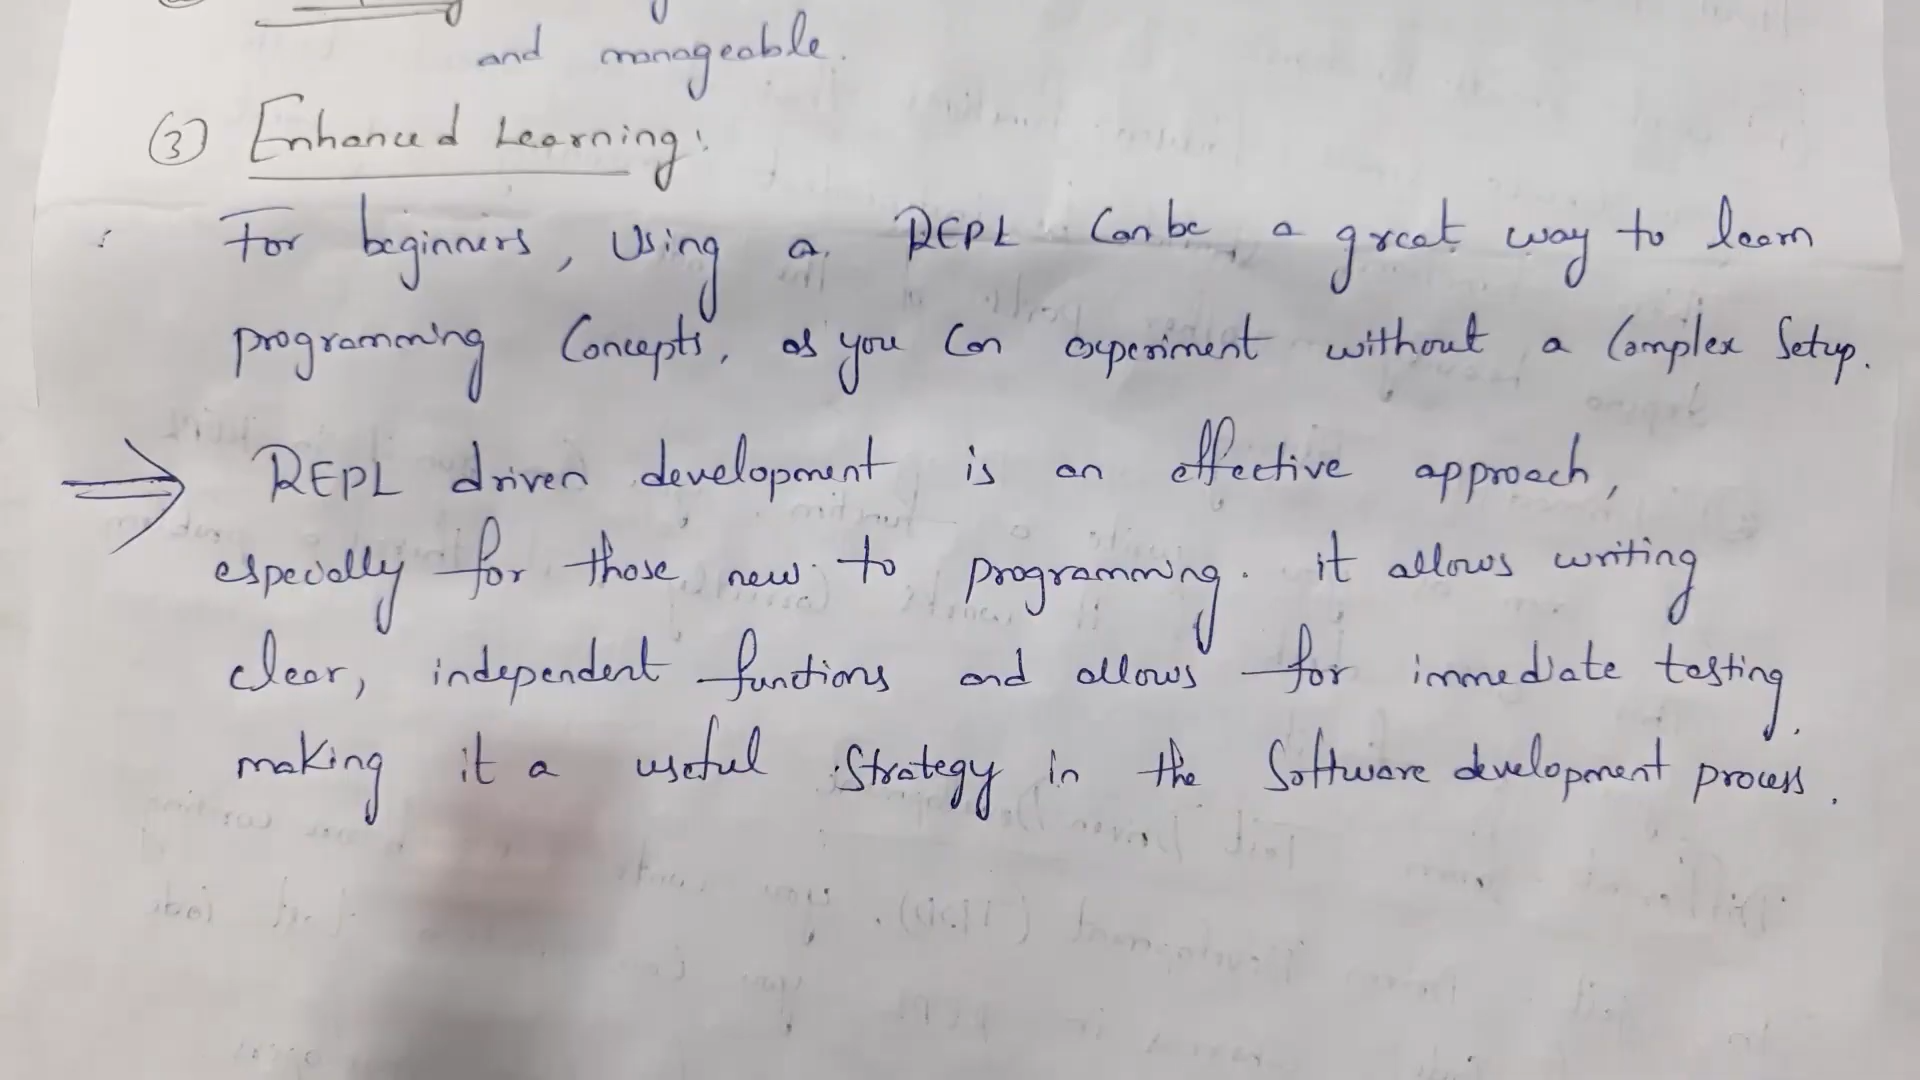 and manageable.
③ Enhanced Learning:
For beginners, Using a REPL Can be a great way to learn
programming Concepts, as you Can experiment without a Complex Setup.
⇒ REPL driven development is an effective approach,
especially for those new to programming. it allows writing
clear, independent functions and allows for immediate testing,
making it a useful Strategy in the Software development process.